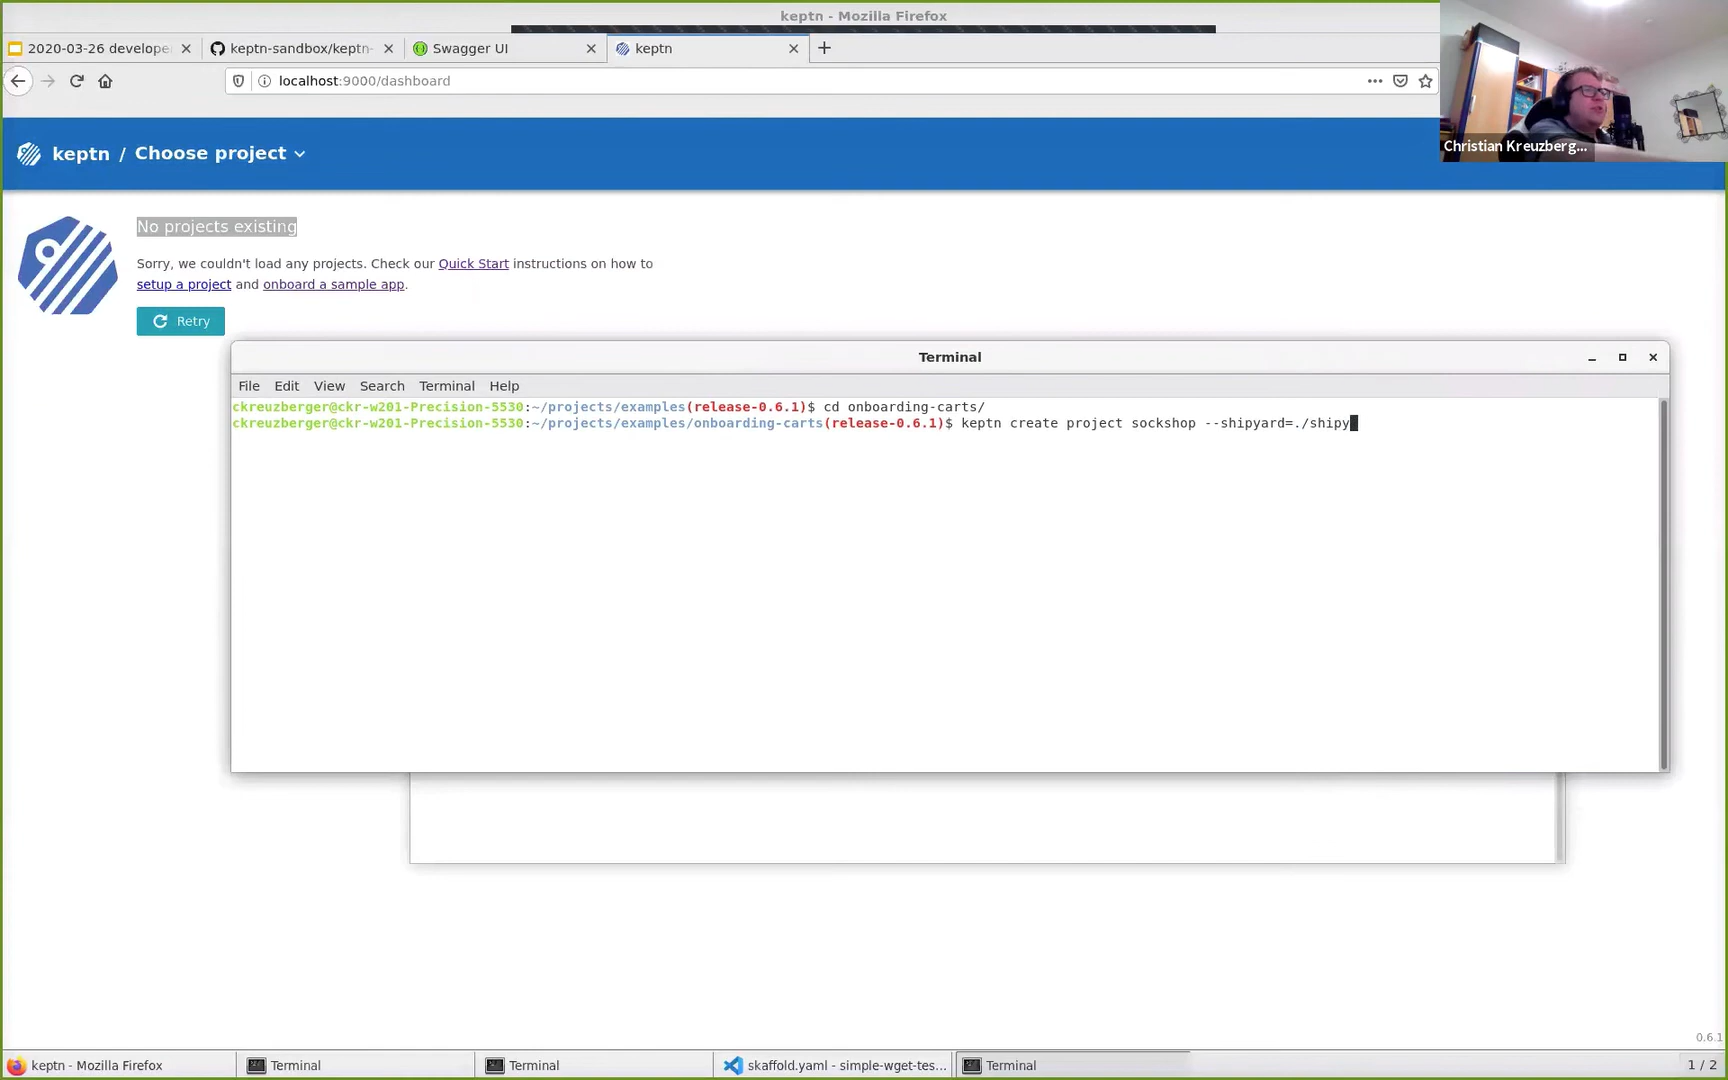 keptn - Mozilla Firefox
2020-03-26 develope
keptn-sandbox/keptn-
Swagger UI
keptn
localhost:9000/dashboard
Christian Kreuzberg...
keptn / Choose project
No projects existing
Sorry, we couldn't load any projects. Check our Quick Start instructions on how to
setup a project and onboard a sample app.
Retry
Terminal
File Edit View Search Terminal Help
ckreuzberger@ckr-w201-Precision-5530:~/projects/examples(release-0.6.1)$ cd onboarding-carts/
ckreuzberger@ckr-w201-Precision-5530:~/projects/examples/onboarding-carts(release-0.6.1)$ keptn create project sockshop --shipyard=./shipy
0.6.1
keptn - Mozilla Firefox
Terminal
Terminal
skaffold.yaml - simple-wget-tes...
Terminal
1 / 2